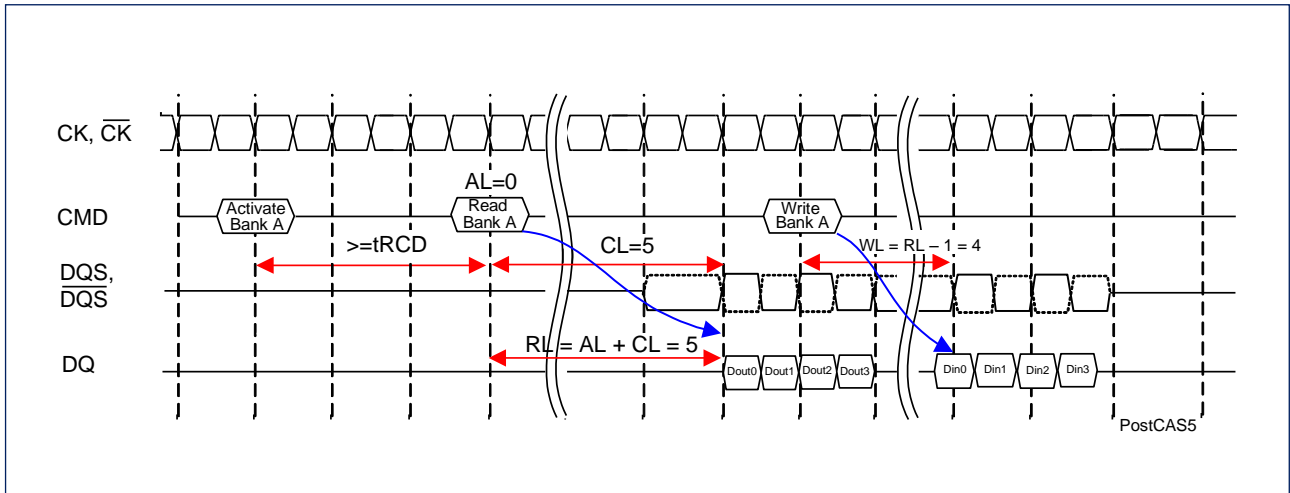 CK, CK
AL=0
CMD
Activate
Bank A
Read
Bank A
Write
Bank A
>=tRCD
CL=5
WL = RL – 1 = 4
DQS,
DQS
RL = AL + CL = 5
DQ
Dout0 Dout1 Dout2 Dout3
Din0 Din1 Din2 Din3
PostCAS5